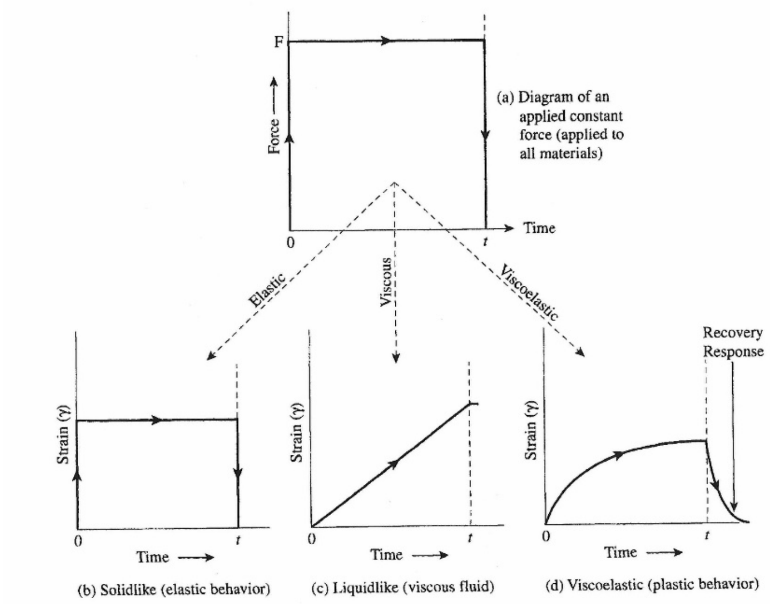 F
Force
(a) Diagram of an
applied constant
force (applied to
all materials)
0
t
Time
Elastic
Viscous
Viscoelastic
Strain (γ)
0
t
Time
(b) Solidlike (elastic behavior)
Strain (γ)
0
t
Time
(c) Liquidlike (viscous fluid)
Recovery
Response
Strain (γ)
0
t
Time
(d) Viscoelastic (plastic behavior)